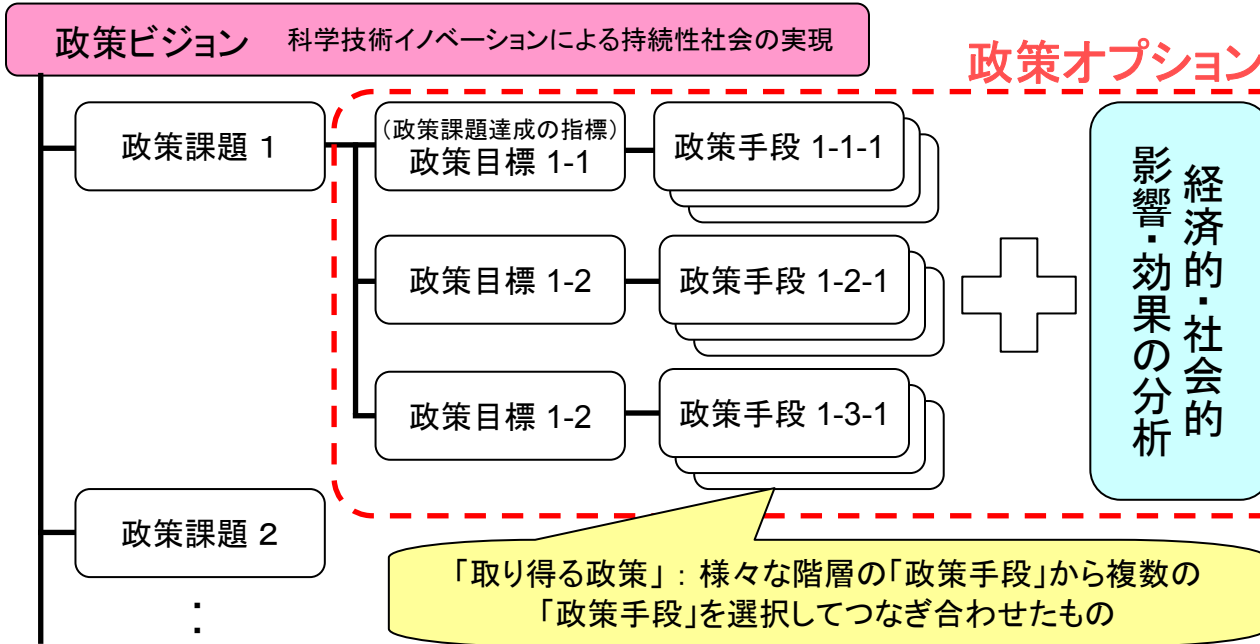 政策ビジョン 科学技術イノベーションによる持続性社会の実現
政策オプション
政策課題 1
(政策課題達成の指標)
政策目標 1-1
政策手段 1-1-1
政策目標 1-2
政策手段 1-2-1
政策目標 1-2
政策手段 1-3-1
経済的・社会的
影響・効果の分析
政策課題 2
:
「取り得る政策」:様々な階層の「政策手段」から複数の
「政策手段」を選択してつなぎ合わせたもの